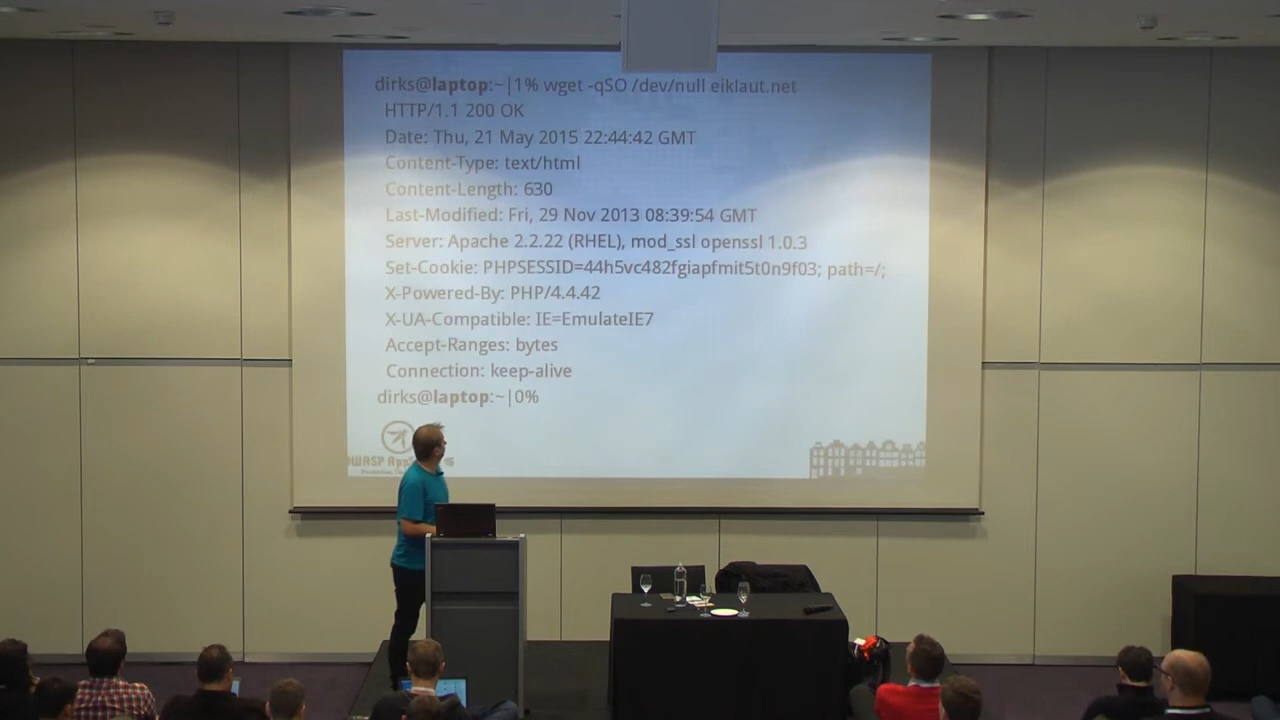 dirks@laptop:~|1% wget -qSO /dev/null eiklaut.net
HTTP/1.1 200 OK
Date: Thu, 21 May 2015 22:44:42 GMT
Content-Type: text/html
Content-Length: 630
Last-Modified: Fri, 29 Nov 2013 08:39:54 GMT
Server: Apache 2.2.22 (RHEL), mod_ssl openssl 1.0.3
Set-Cookie: PHPSESSID=44h5vc482fgiapfmit5t0n9f03; path=/;
X-Powered-By: PHP/4.4.42
X-UA-Compatible: IE=EmulateIE7
Accept-Ranges: bytes
Connection: keep-alive
dirks@laptop:~|0%
OWASP